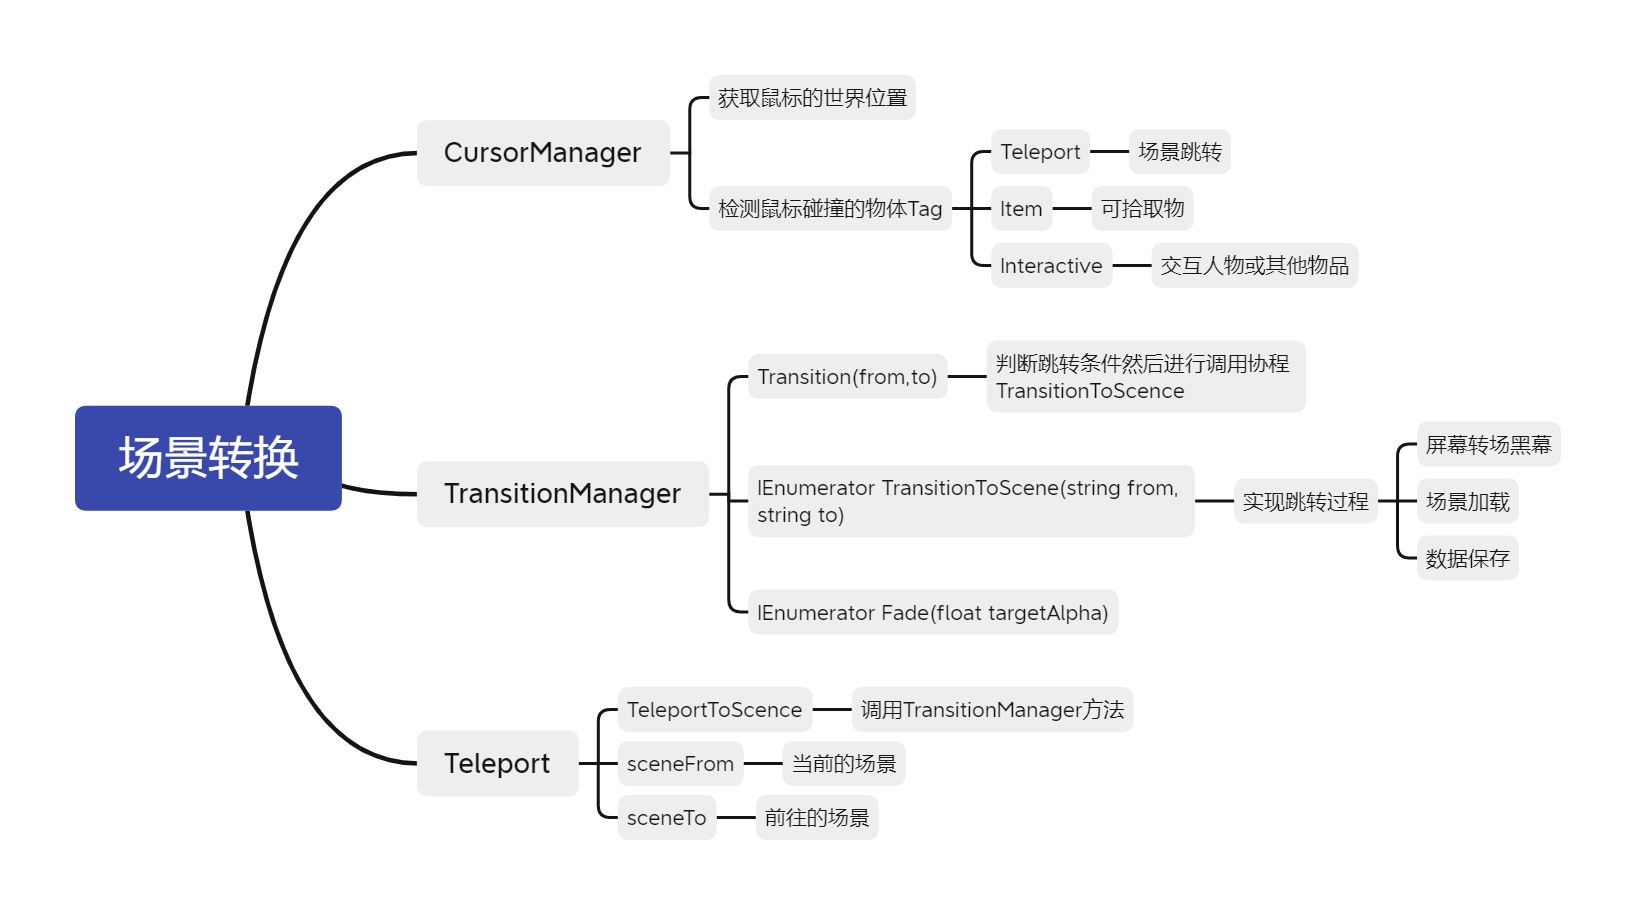 场景转换
CursorManager
获取鼠标的世界位置
检测鼠标碰撞的物体Tag
Teleport
场景跳转
Item
可拾取物
Interactive
交互人物或其他物品
TransitionManager
Transition(from,to)
判断跳转条件然后进行调用协程
TransitionToScence
IEnumerator TransitionToScene(string from,
string to)
实现跳转过程
屏幕转场黑幕
场景加载
数据保存
IEnumerator Fade(float targetAlpha)
Teleport
TeleportToScence
调用TransitionManager方法
sceneFrom
当前的场景
sceneTo
前往的场景